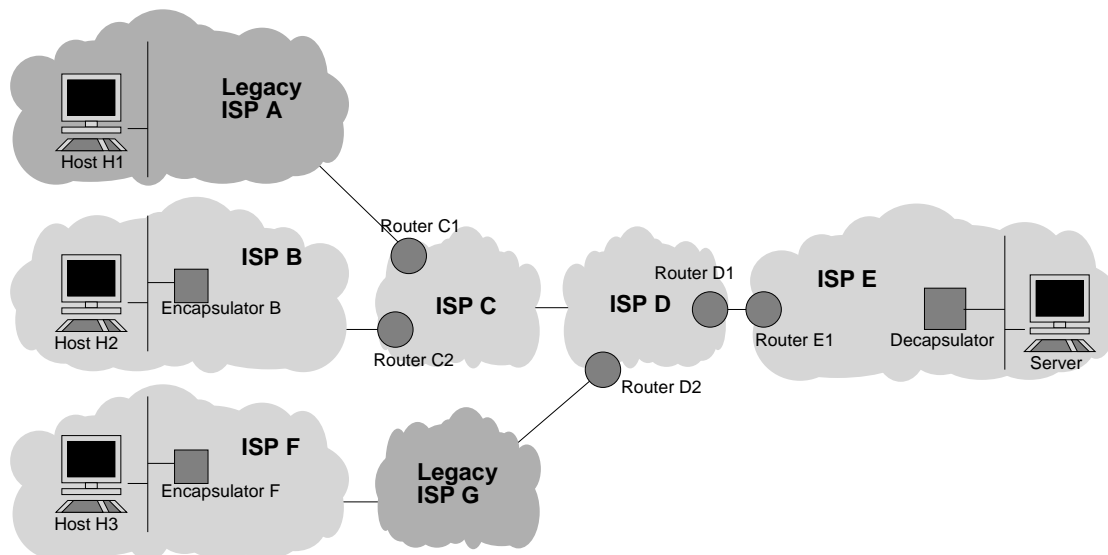 Legacy
ISP A
Host H1
Router C1
ISP B
Encapsulator B
Host H2
ISP C
Router C2
ISP D
Router D1
Router D2
ISP E
Router E1
Decapsulator
Server
ISP F
Encapsulator F
Host H3
Legacy
ISP G